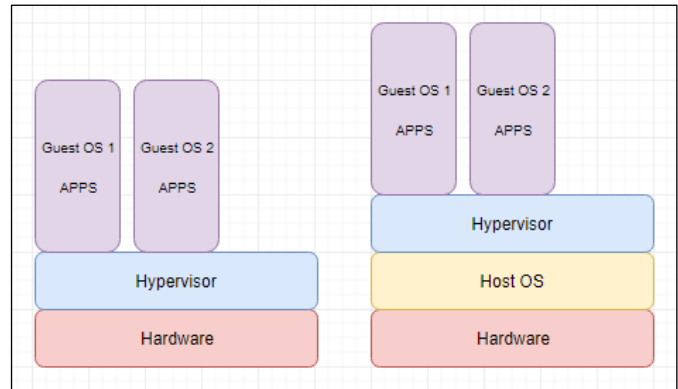 Guest OS 1
APPS
Guest OS 2
APPS
Hypervisor
Hardware
Guest OS 1
APPS
Guest OS 2
APPS
Hypervisor
Host OS
Hardware